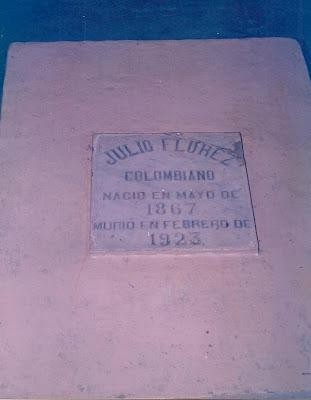 JULIO FLOREZ
COLOMBIANO
NACIO EN MAYO DE
1867
MURIO EN FEBRERO DE
1923